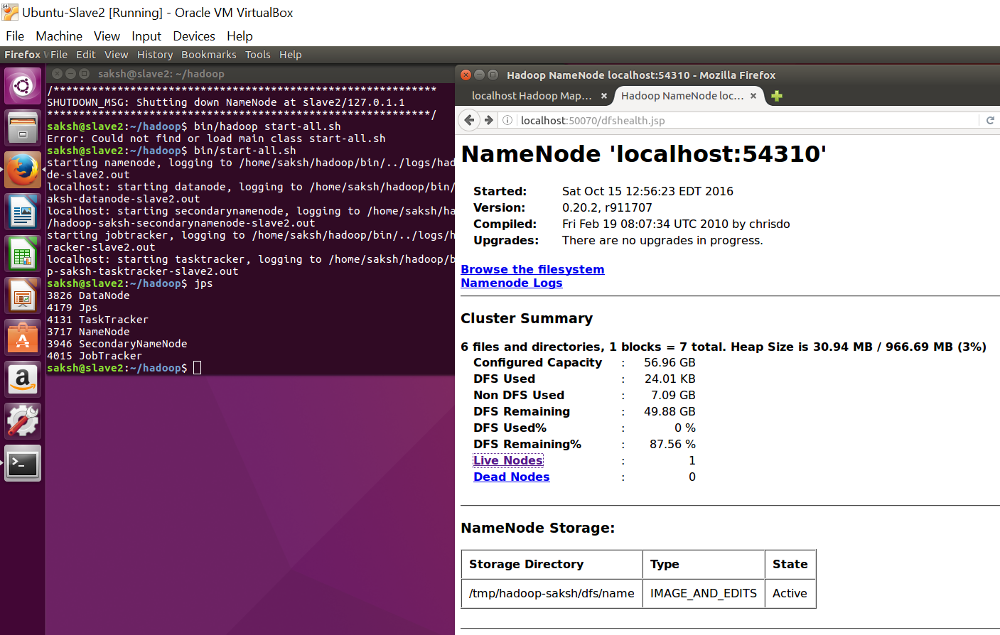 Ubuntu-Slave2 [Running] - Oracle VM VirtualBox
File Machine View Input Devices Help
Firefox File Edit View History Bookmarks Tools Help
saksh@slave2: ~/hadoop
/************************************************************
SHUTDOWN_MSG: Shutting down NameNode at slave2/127.0.1.1
************************************************************/
saksh@slave2:~/hadoop$ bin/hadoop start-all.sh
Error: Could not find or load main class start-all.sh
saksh@slave2:~/hadoop$ bin/start-all.sh
starting namenode, logging to /home/saksh/hadoop/bin/../logs/had
de-slave2.out
localhost: starting datanode, logging to /home/saksh/hadoop/bin/
aksh-datanode-slave2.out
localhost: starting secondarynamenode, logging to /home/saksh/ha
/hadoop-saksh-secondarynamenode-slave2.out
starting jobtracker, logging to /home/saksh/hadoop/bin/../logs/h
racker-slave2.out
localhost: starting tasktracker, logging to /home/saksh/hadoop/b
p-saksh-tasktracker-slave2.out
saksh@slave2:~/hadoop$ jps
3826 DataNode
4179 Jps
4131 TaskTracker
3717 NameNode
3946 SecondaryNameNode
4015 JobTracker
saksh@slave2:~/hadoop$
Hadoop NameNode localhost:54310 - Mozilla Firefox
localhost Hadoop Map...
Hadoop NameNode loc...
localhost:50070/dfshealth.jsp
NameNode 'localhost:54310'
Started: Sat Oct 15 12:56:23 EDT 2016
Version: 0.20.2, r911707
Compiled: Fri Feb 19 08:07:34 UTC 2010 by chrisdo
Upgrades: There are no upgrades in progress.
Browse the filesystem
Namenode Logs
Cluster Summary
6 files and directories, 1 blocks = 7 total. Heap Size is 30.94 MB / 966.69 MB (3%)
Configured Capacity : 56.96 GB
DFS Used : 24.01 KB
Non DFS Used : 7.09 GB
DFS Remaining : 49.88 GB
DFS Used% : 0 %
DFS Remaining% : 87.56 %
Live Nodes : 1
Dead Nodes : 0
NameNode Storage:
Storage Directory Type State
/tmp/hadoop-saksh/dfs/name IMAGE_AND_EDITS Active